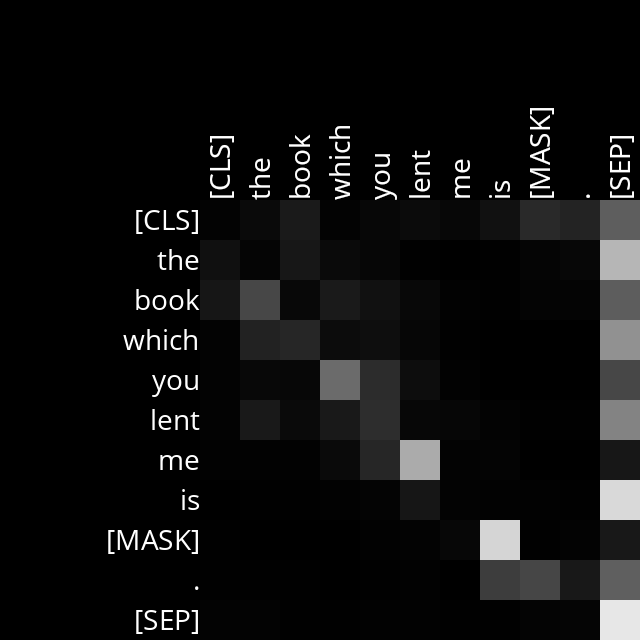 [CLS] the book which you lent me is [MASK] . [SEP]
[CLS]
the
book
which
you
lent
me
is
[MASK]
.
[SEP]